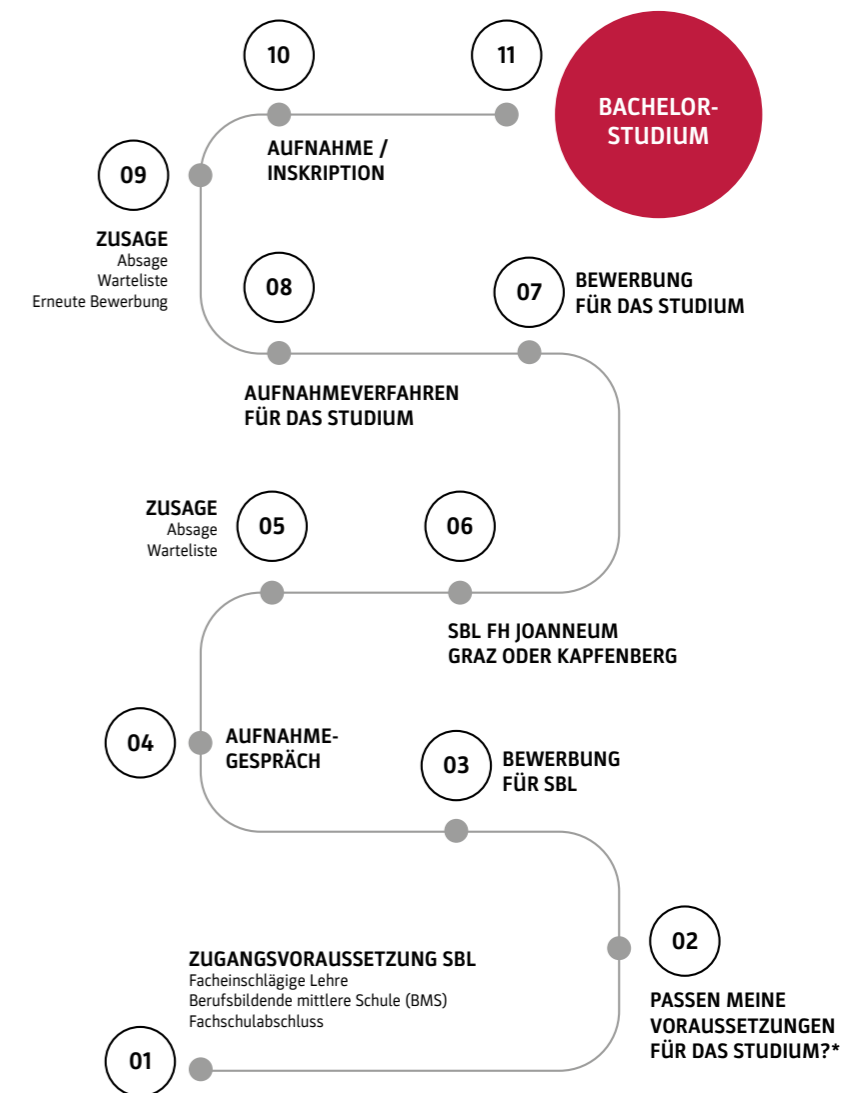 10
11
BACHELOR-
STUDIUM
AUFNAHME /
INSKRIPTION
09
ZUSAGE
Absage
Warteliste
Erneute Bewerbung
08
07
BEWERBUNG
FÜR DAS STUDIUM
AUFNAHMEVERFAHREN
FÜR DAS STUDIUM
ZUSAGE
Absage
Warteliste
05
06
SBL FH JOANNEUM
GRAZ ODER KAPFENBERG
04
AUFNAHME-
GESPRÄCH
03
BEWERBUNG
FÜR SBL
02
PASSEN MEINE
VORAUSSETZUNGEN
FÜR DAS STUDIUM?*
ZUGANGSVORAUSSETZUNG SBL
Facheinschlägige Lehre
Berufsbildende mittlere Schule (BMS)
Fachschulabschluss
01